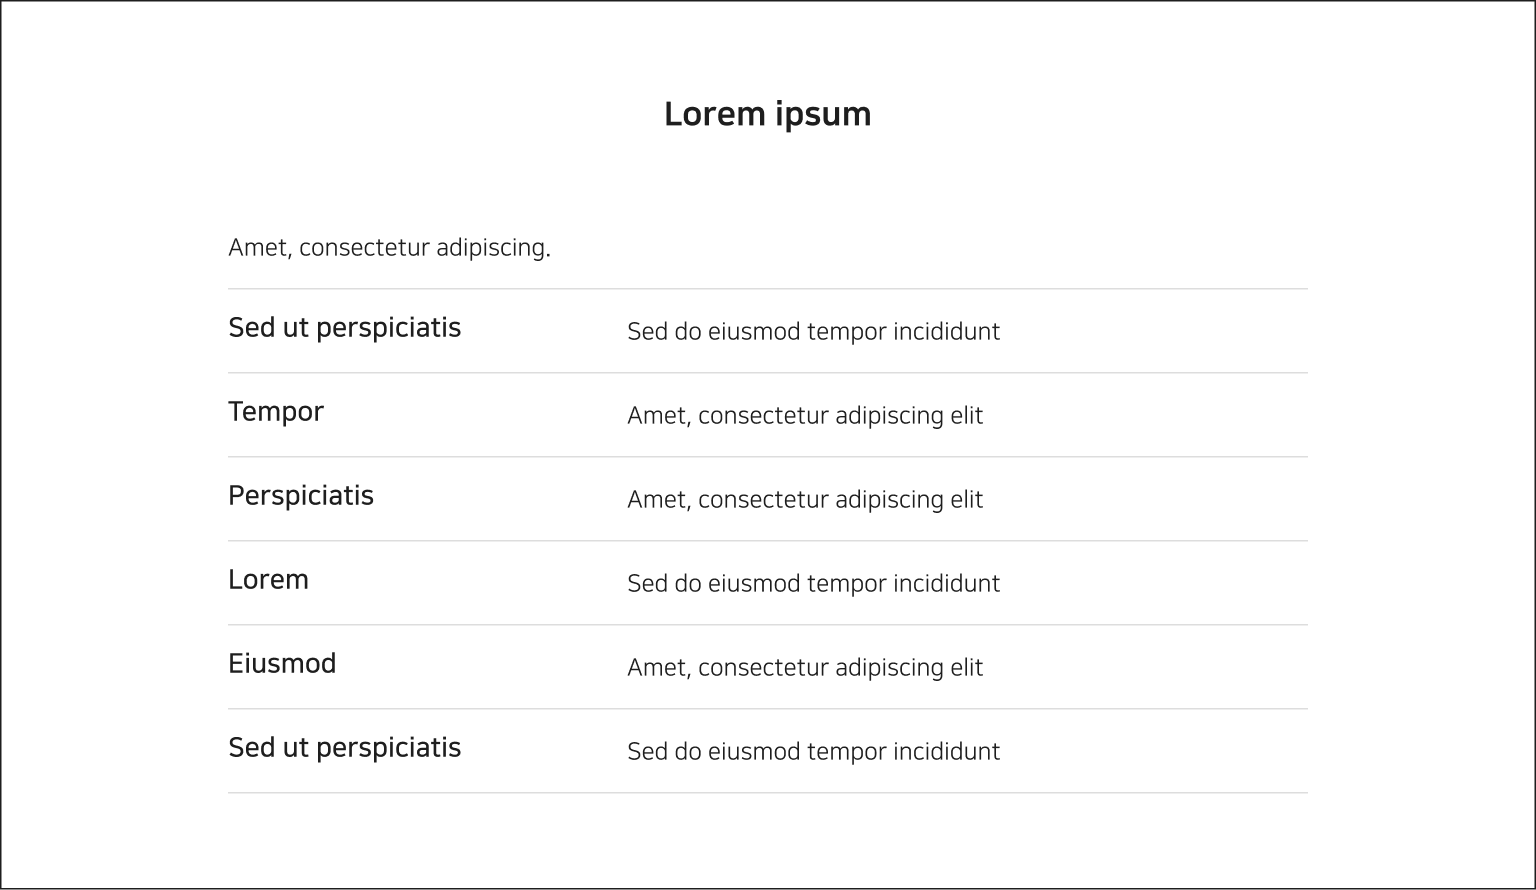 Lorem ipsum
Amet, consectetur adipiscing.
Sed ut perspiciatis Sed do eiusmod tempor incididunt
Tempor Amet, consectetur adipiscing elit
Perspiciatis Amet, consectetur adipiscing elit
Lorem Sed do eiusmod tempor incididunt
Eiusmod Amet, consectetur adipiscing elit
Sed ut perspiciatis Sed do eiusmod tempor incididunt